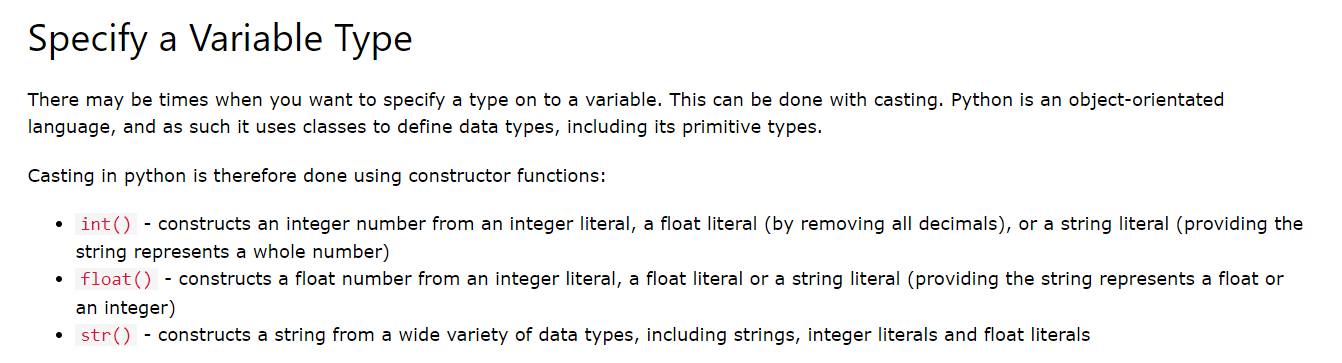 Specify a Variable Type
There may be times when you want to specify a type on to a variable. This can be done with casting. Python is an object-orientated
language, and as such it uses classes to define data types, including its primitive types.
Casting in python is therefore done using constructor functions:
• int() - constructs an integer number from an integer literal, a float literal (by removing all decimals), or a string literal (providing the
string represents a whole number)
• float() - constructs a float number from an integer literal, a float literal or a string literal (providing the string represents a float or
an integer)
• str() - constructs a string from a wide variety of data types, including strings, integer literals and float literals